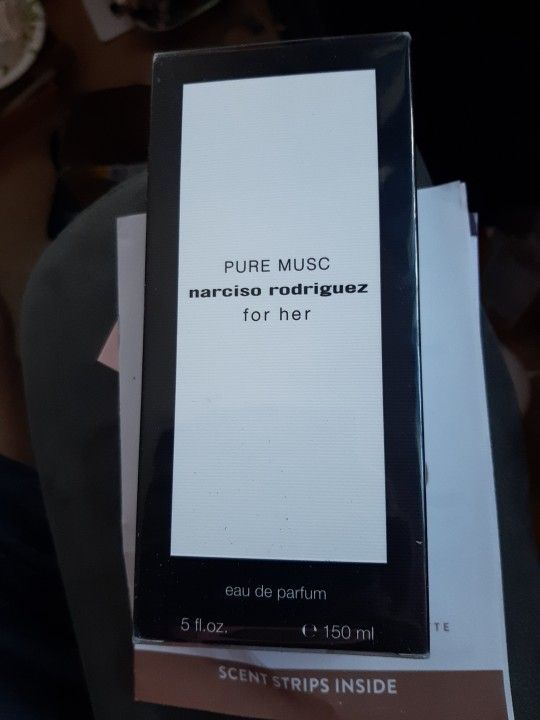 PURE MUSC
narciso rodriguez
for her
eau de parfum
5 fl.oz. ℮ 150 ml
SCENT STRIPS INSIDE